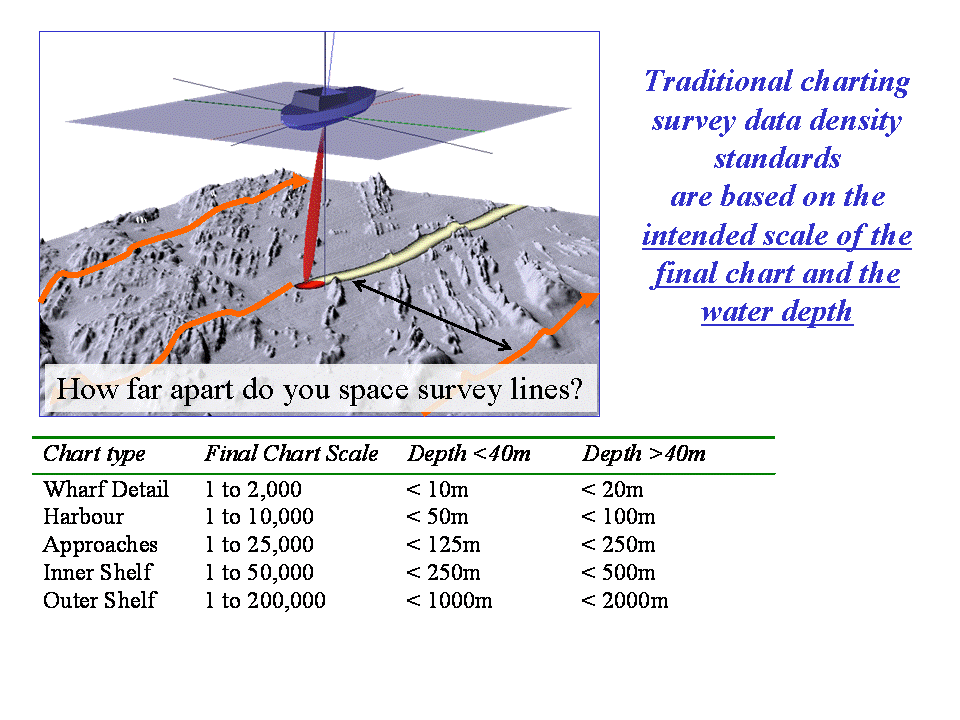 Traditional charting
survey data density
standards
are based on the
intended scale of the
final chart and the
water depth
How far apart do you space survey lines?
Chart type Final Chart Scale Depth <40m Depth >40m
Wharf Detail 1 to 2,000 < 10m < 20m
Harbour 1 to 10,000 < 50m < 100m
Approaches 1 to 25,000 < 125m < 250m
Inner Shelf 1 to 50,000 < 250m < 500m
Outer Shelf 1 to 200,000 < 1000m < 2000m